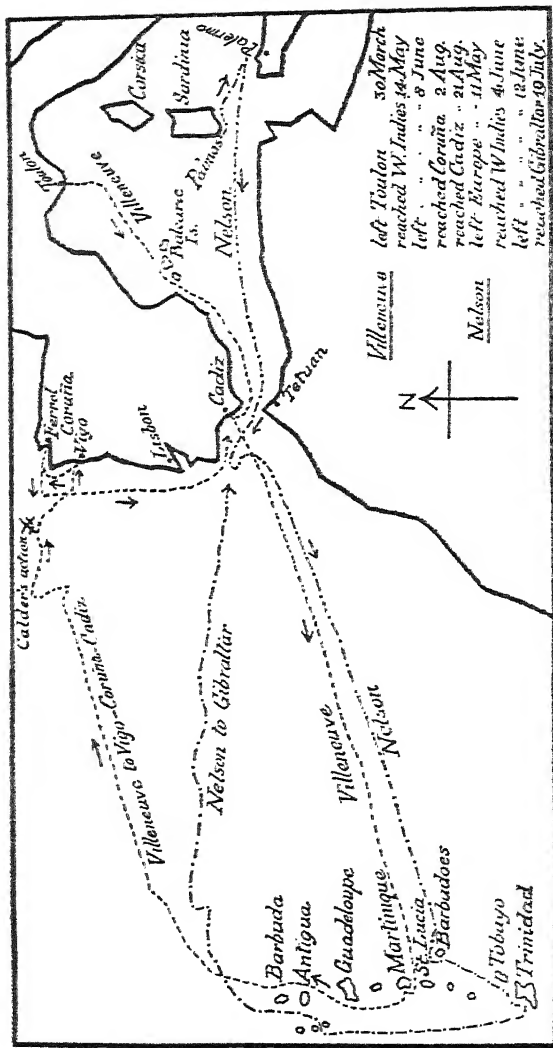 Palermo
Corsica
Sardinia
Palmas
Toulon
Villeneuve
Balearic
Is.
Nelson
Ferrol
Coruña
Vigo
Lisbon
Cadiz
Tetuan
Calder's action
Villeneuve to Vigo-Coruña-Cadiz
Nelson to Gibraltar
Villeneuve
Nelson
Barbuda
Antigua
Guadeloupe
Martinique
St. Lucia
Barbadoes
Tobago
Trinidad
N
Villeneuve left Toulon 30 March
reached W. Indies 14 May
left " " " 8 June
reached Coruña 2 Aug.
reached Cadiz " 21 Aug.
Nelson left Europe " " 11 May
reached W Indies 4 June
left " " " 12 June
reached Gibraltar 19 July.